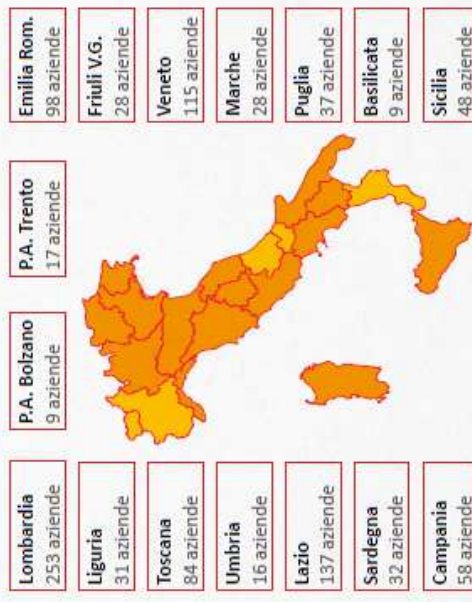 Lombardia
253 aziende
P.A. Bolzano
9 aziende
P.A. Trento
17 aziende
Emilia Rom.
98 aziende
Liguria
31 aziende
Friuli V.G.
28 aziende
Toscana
84 aziende
Veneto
115 aziende
Umbria
16 aziende
Marche
28 aziende
Lazio
137 aziende
Puglia
37 aziende
Sardegna
32 aziende
Basilicata
9 aziende
Campania
58 aziende
Sicilia
48 aziende